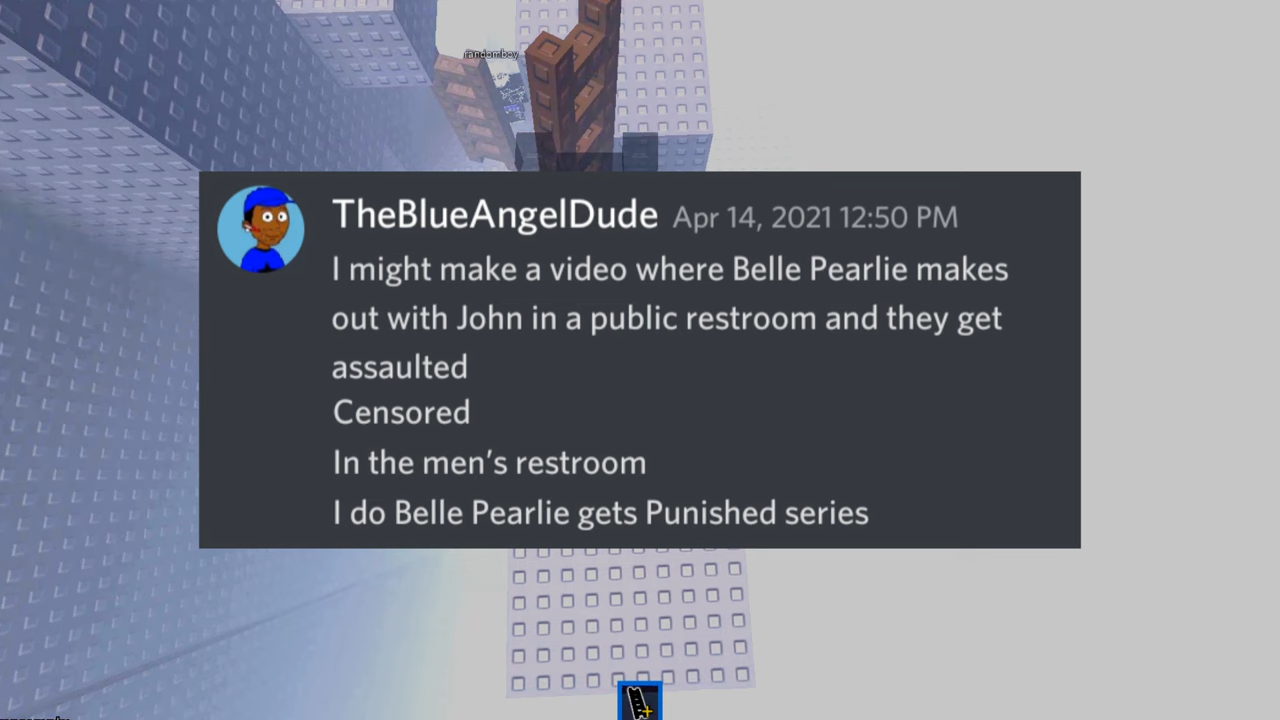 fandomboy
TheBlueAngelDude Apr 14, 2021 12:50 PM
I might make a video where Belle Pearlie makes
out with John in a public restroom and they get
assaulted
Censored
In the men’s restroom
I do Belle Pearlie gets Punished series